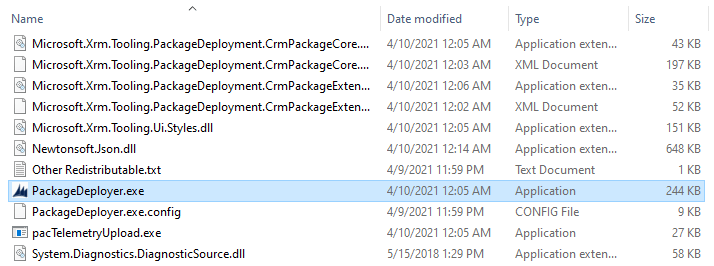 Name Date modified Type Size
Microsoft.Xrm.Tooling.PackageDeployment.CrmPackageCore.... 4/10/2021 12:05 AM Application exten... 43 KB
Microsoft.Xrm.Tooling.PackageDeployment.CrmPackageCore.... 4/10/2021 12:03 AM XML Document 197 KB
Microsoft.Xrm.Tooling.PackageDeployment.CrmPackageExten... 4/10/2021 12:06 AM Application exten... 35 KB
Microsoft.Xrm.Tooling.PackageDeployment.CrmPackageExten... 4/10/2021 12:02 AM XML Document 52 KB
Microsoft.Xrm.Tooling.Ui.Styles.dll 4/10/2021 12:05 AM Application exten... 151 KB
Newtonsoft.Json.dll 4/10/2021 12:14 AM Application exten... 648 KB
Other Redistributable.txt 4/9/2021 11:59 PM Text Document 1 KB
PackageDeployer.exe 4/10/2021 12:05 AM Application 244 KB
PackageDeployer.exe.config 4/9/2021 11:59 PM CONFIG File 9 KB
pacTelemetryUpload.exe 4/10/2021 12:05 AM Application 27 KB
System.Diagnostics.DiagnosticSource.dll 5/15/2018 1:29 PM Application exten... 58 KB